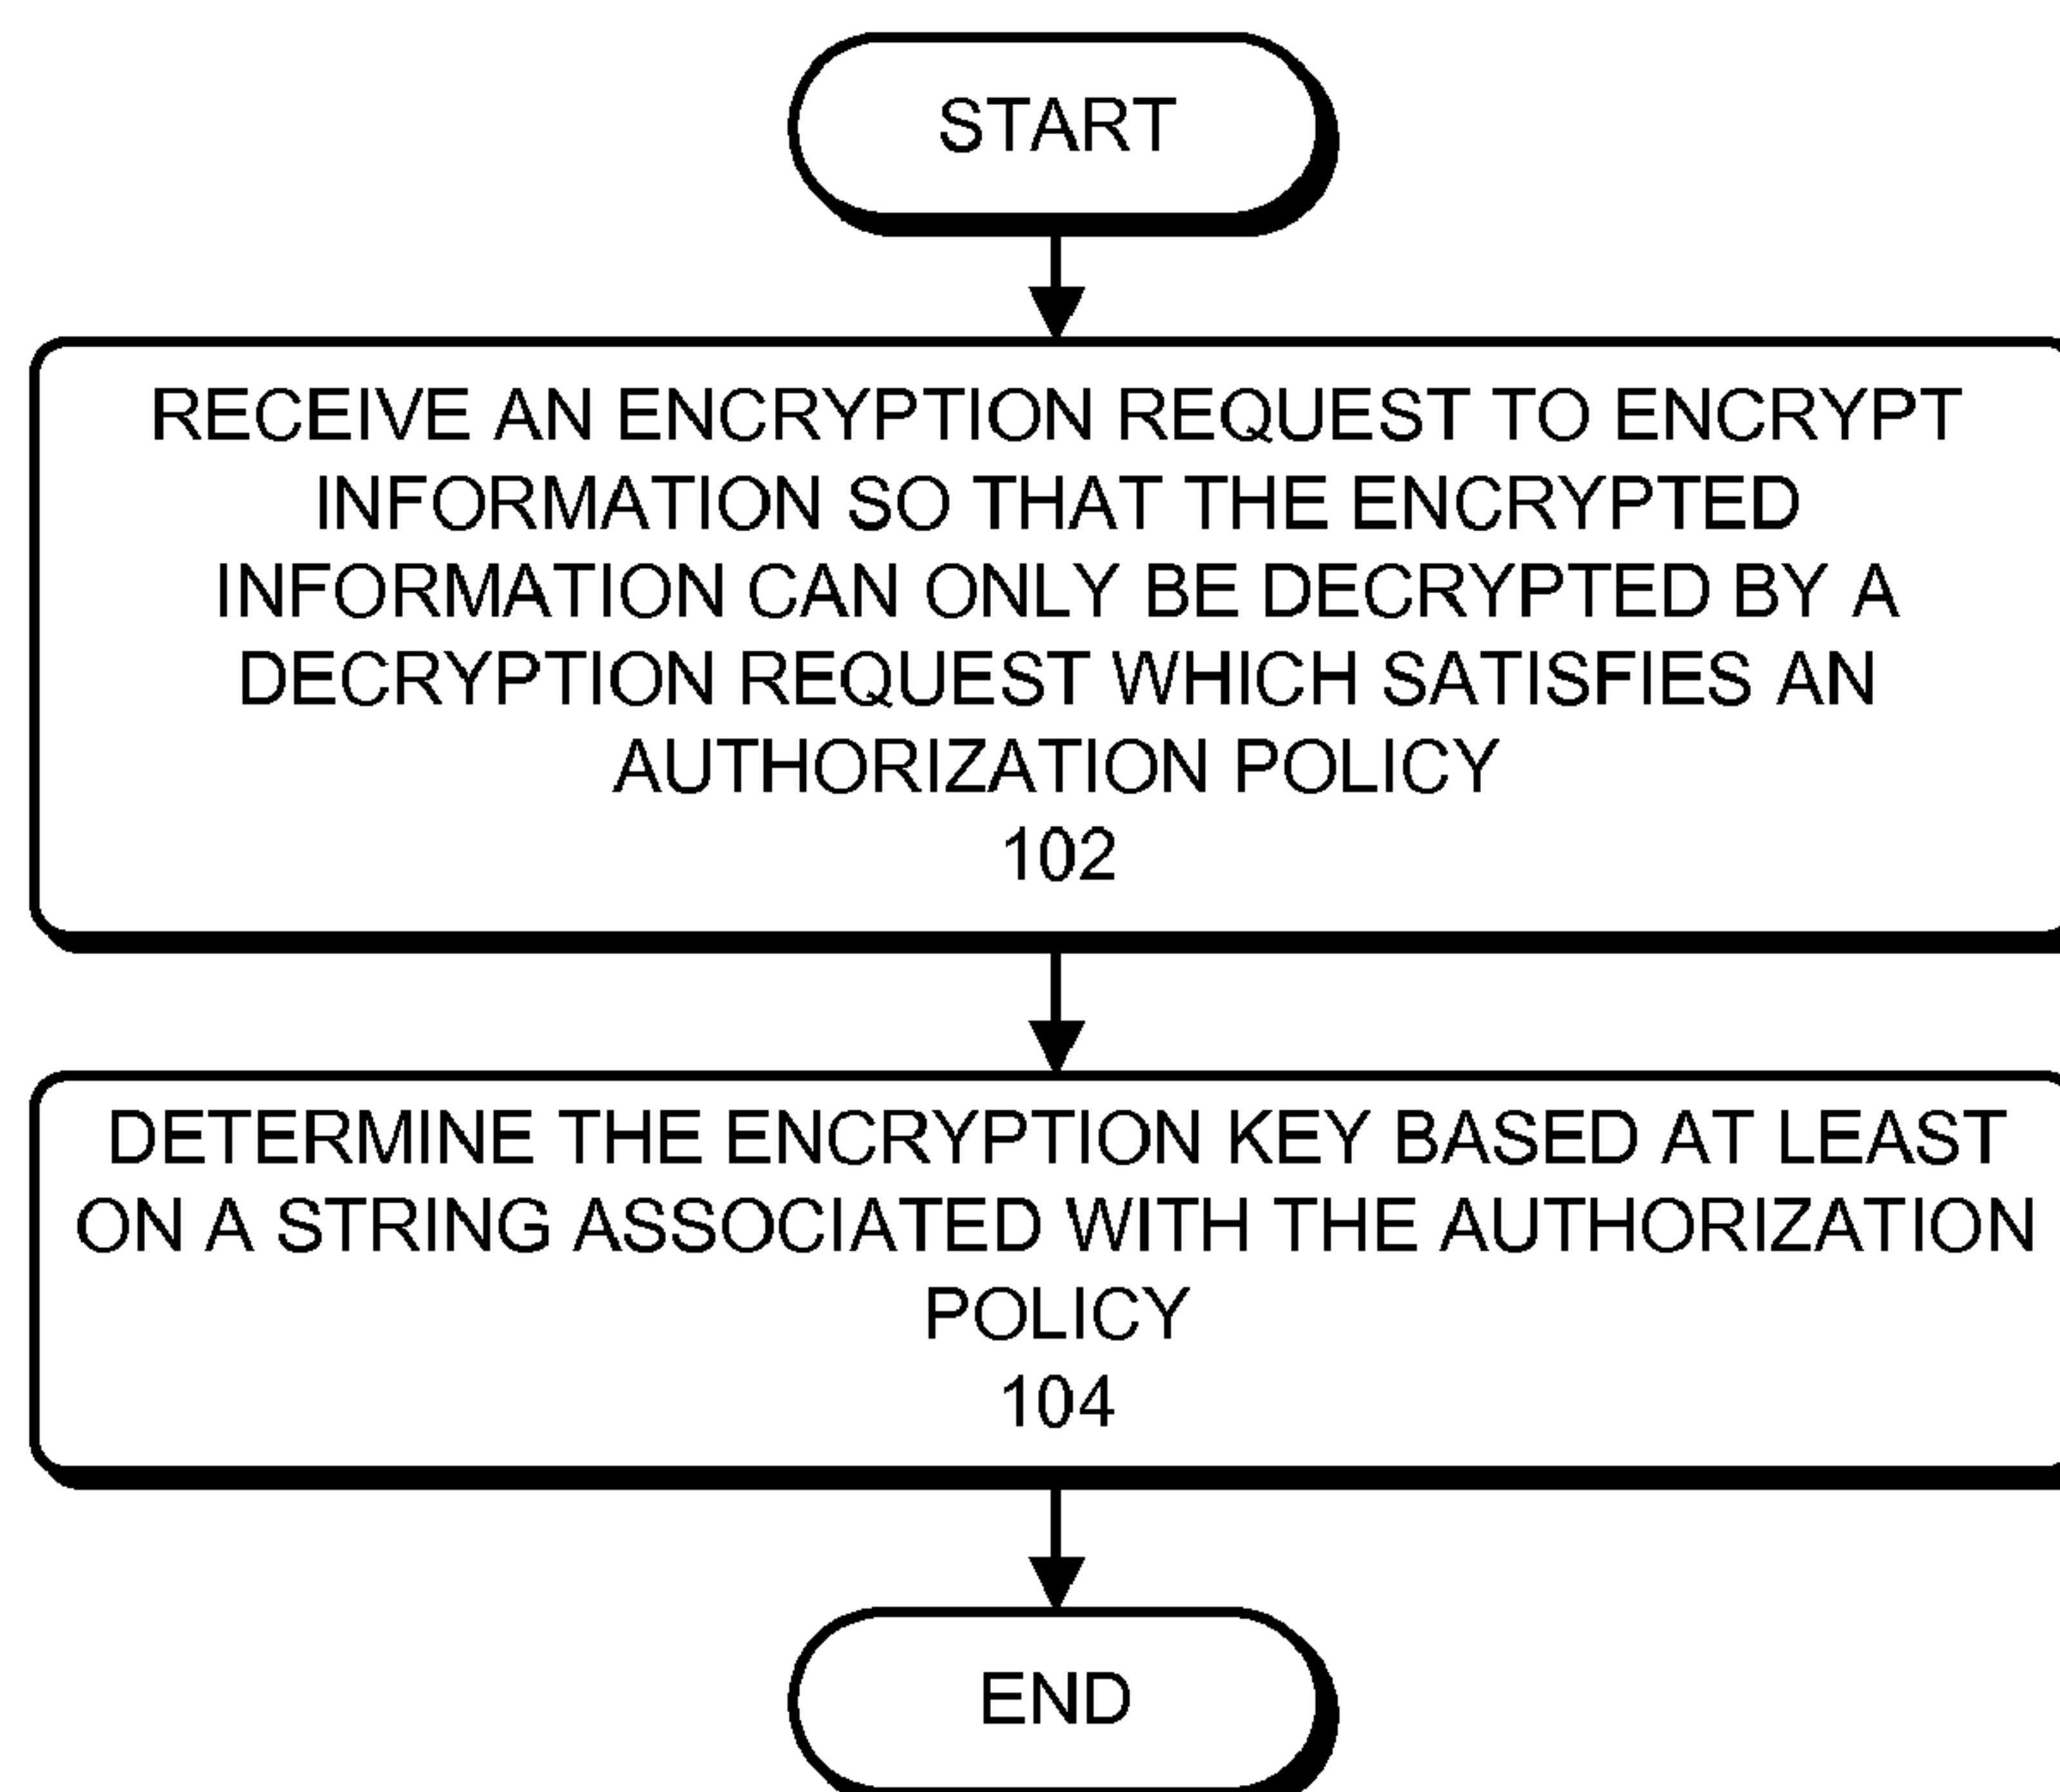 START
RECEIVE AN ENCRYPTION REQUEST TO ENCRYPT
INFORMATION SO THAT THE ENCRYPTED
INFORMATION CAN ONLY BE DECRYPTED BY A
DECRYPTION REQUEST WHICH SATISFIES AN
AUTHORIZATION POLICY
102
DETERMINE THE ENCRYPTION KEY BASED AT LEAST
ON A STRING ASSOCIATED WITH THE AUTHORIZATION
POLICY
104
END